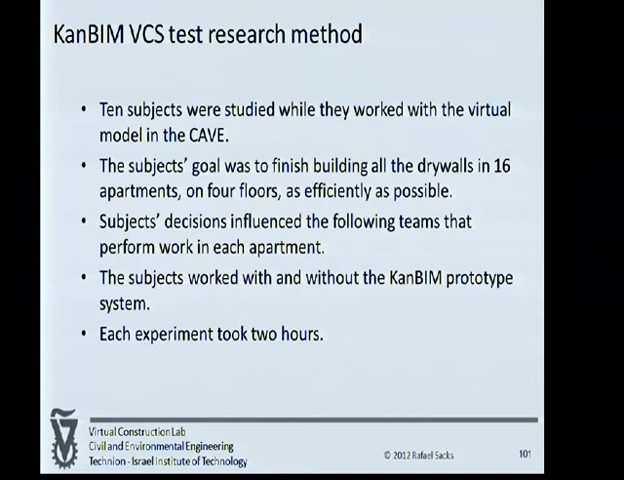 KanBIM VCS test research method
• Ten subjects were studied while they worked with the virtual
model in the CAVE.
• The subjects' goal was to finish building all the drywalls in 16
apartments, on four floors, as efficiently as possible.
• Subjects' decisions influenced the following teams that
perform work in each apartment.
• The subjects worked with and without the KanBIM prototype
system.
• Each experiment took two hours.
Virtual Construction Lab
Civil and Environmental Engineering
Technion - Israel Institute of Technology
© 2012 Rafael Sacks
101